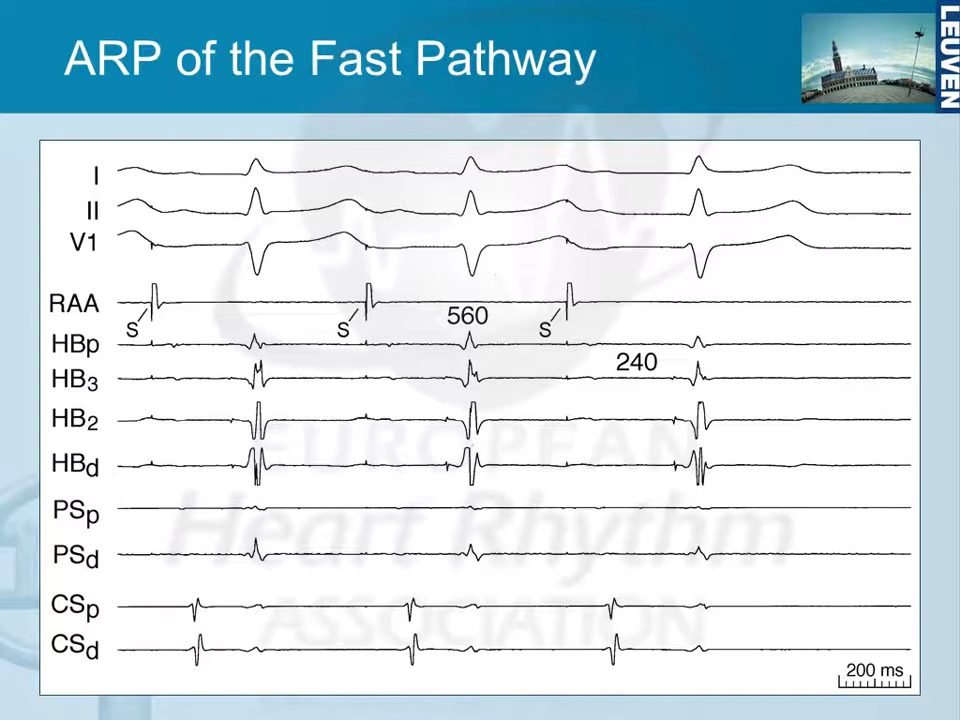 ARP of the Fast Pathway
LEUVEN
I
II
V1
RAA
S
S
560
S
HBp
240
HB3
HB2
HBd
PSp
PSd
CSp
CSd
200 ms
EUROPEAN
Heart Rhythm
ASSOCIATION